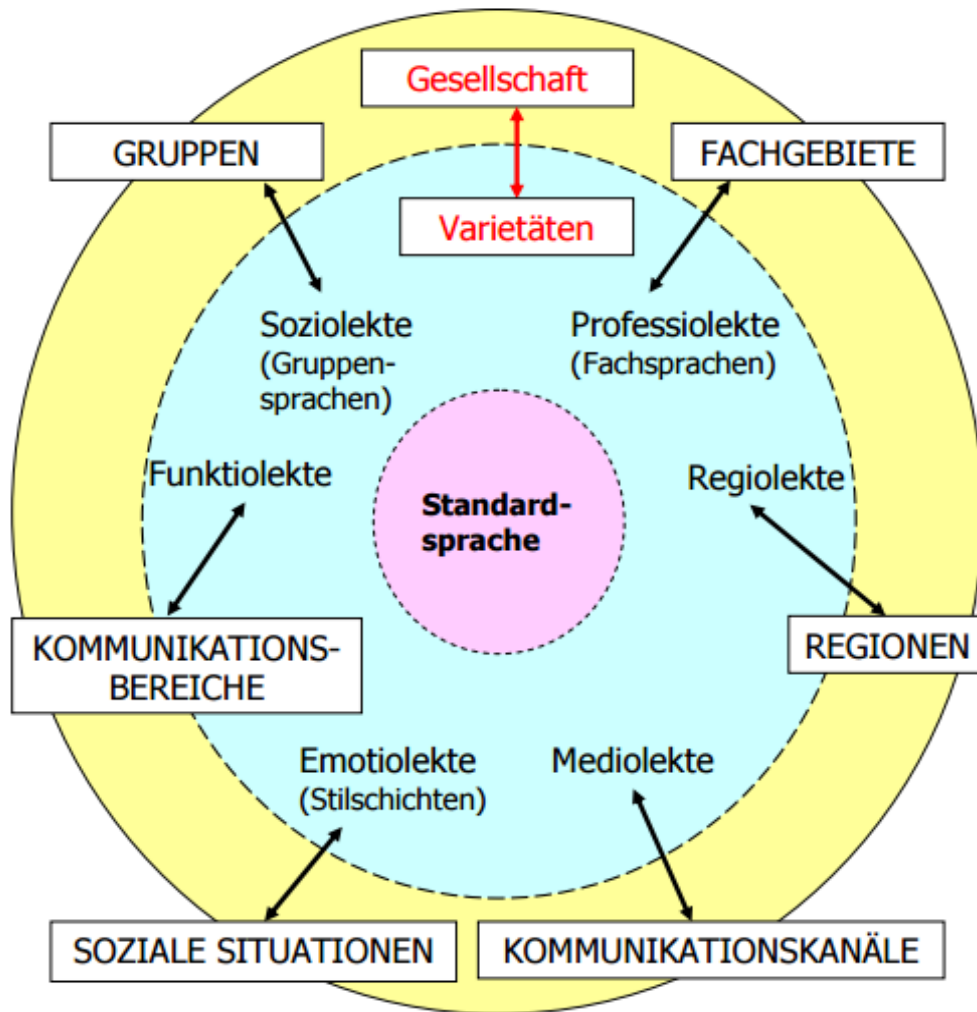 Gesellschaft
GRUPPEN
FACHGEBIETE
Varietäten
Soziolekte
(Gruppen-
sprachen)
Professiolekte
(Fachsprachen)
Funktiolekte
Regiolekte
Standard-
sprache
KOMMUNIKATIONS-
BEREICHE
REGIONEN
Emotiolekte
(Stilschichten)
Mediolekte
SOZIALE SITUATIONEN
KOMMUNIKATIONSKANÄLE